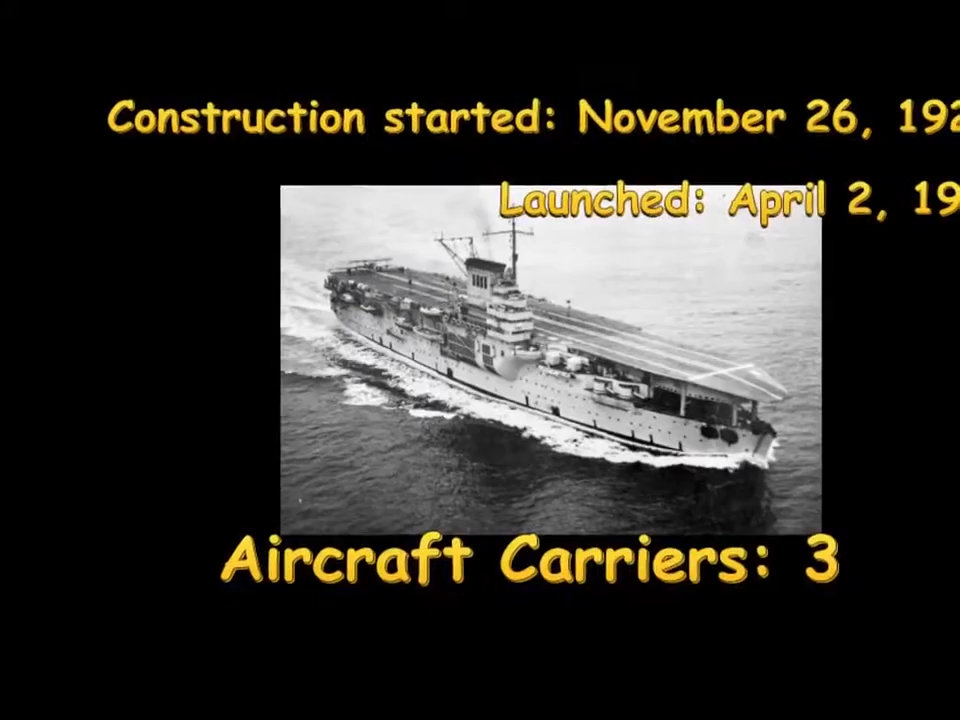 Construction started: November 26, 192
Launched: April 2, 19
Aircraft Carriers: 3